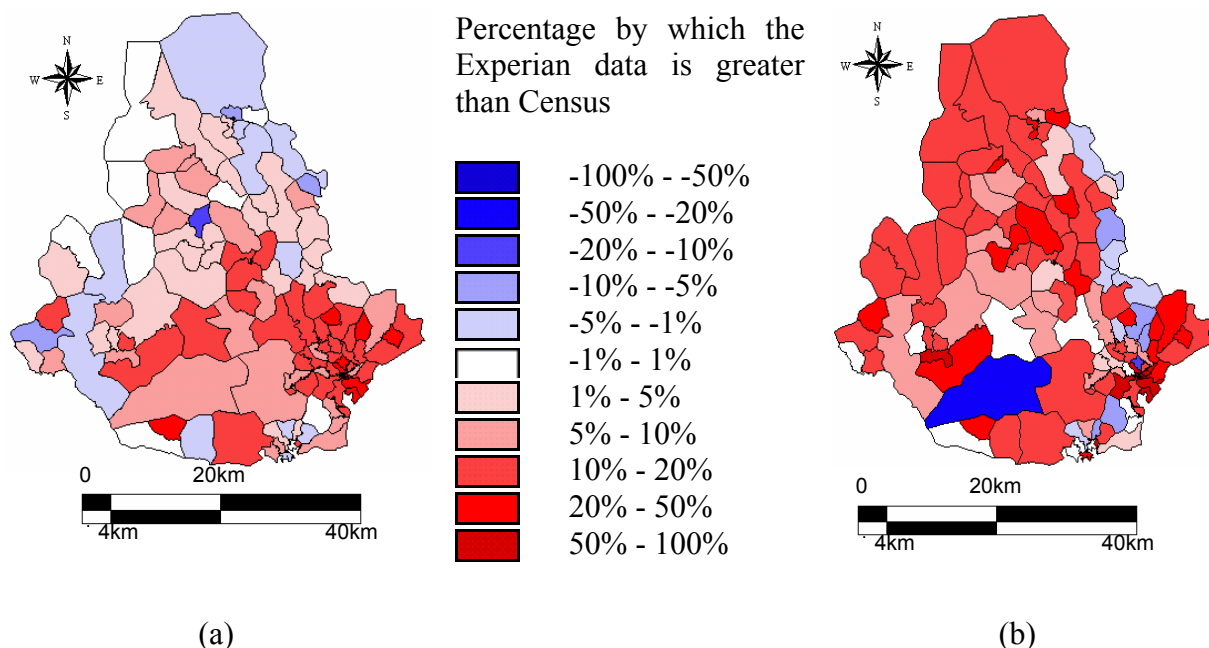 N
W E
S
Percentage by which the
Experian data is greater
than Census
N
W E
S
-100% - -50%
-50% - -20%
-20% - -10%
-10% - -5%
-5% - -1%
-1% - 1%
1% - 5%
5% - 10%
10% - 20%
20% - 50%
50% - 100%
0 20km
4km 40km
0 20km
4km 40km
(a)
(b)